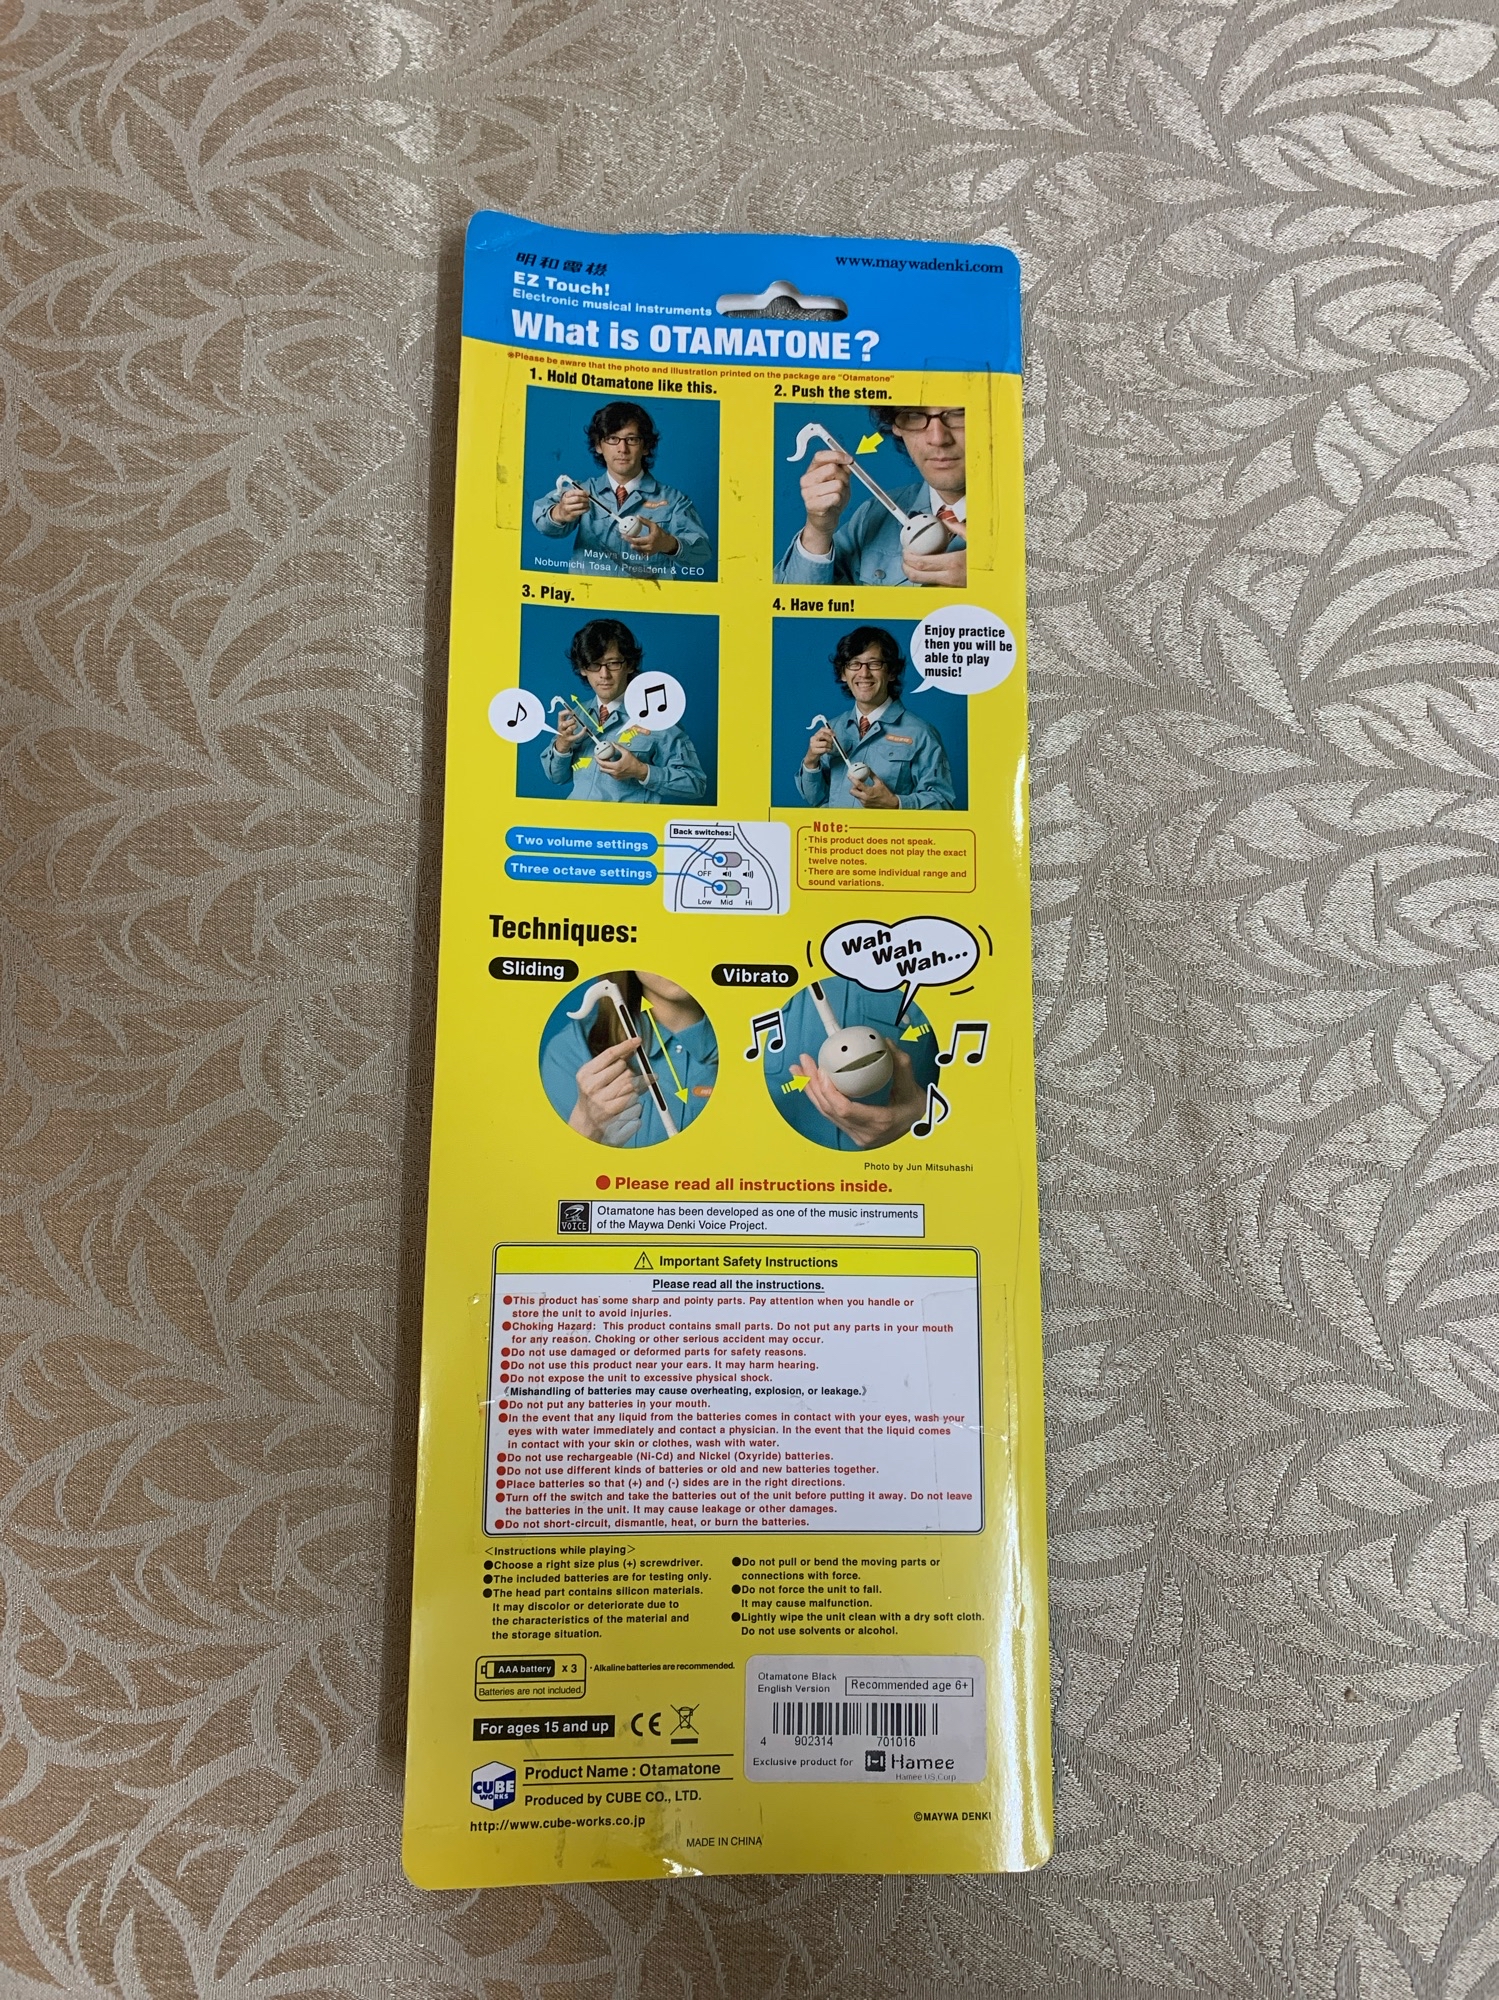 明和電機
www.maywadenki.com
EZ Touch!
Electronic musical instruments
What is OTAMATONE?
※Please be aware that the photo and illustration printed on the package are "Otamatone"
1. Hold Otamatone like this.
2. Push the stem.
Maywa Denki
Nobumichi Tosa / President & CEO
3. Play.
4. Have fun!
Enjoy practice
then you will be
able to play
music!
Two volume settings
Three octave settings
Back switches:
OFF
Low Mid Hi
Note:
・This product does not speak.
・This product does not play the exact
twelve notes.
・There are some individual range and
sound variations.
Techniques:
Sliding
Vibrato
Wah
Wah
Wah...
Photo by Jun Mitsuhashi
●Please read all instructions inside.
VOICE
Otamatone has been developed as one of the music instruments
of the Maywa Denki Voice Project.
Important Safety Instructions
Please read all the instructions.
●This product has some sharp and pointy parts. Pay attention when you handle or
store the unit to avoid injuries.
●Choking Hazard: This product contains small parts. Do not put any parts in your mouth
for any reason. Choking or other serious accident may occur.
●Do not use damaged or deformed parts for safety reasons.
●Do not use this product near your ears. It may harm hearing.
●Do not expose the unit to excessive physical shock.
《Mishandling of batteries may cause overheating, explosion, or leakage.》
●Do not put any batteries in your mouth.
●In the event that any liquid from the batteries comes in contact with your eyes, wash your
eyes with water immediately and contact a physician. In the event that the liquid comes
in contact with your skin or clothes, wash with water.
●Do not use rechargeable (Ni-Cd) and Nickel (Oxyride) batteries.
●Do not use different kinds of batteries or old and new batteries together.
●Place batteries so that (+) and (-) sides are in the right directions.
●Turn off the switch and take the batteries out of the unit before putting it away. Do not leave
the batteries in the unit. It may cause leakage or other damages.
●Do not short-circuit, dismantle, heat, or burn the batteries.
<Instructions while playing>
●Choose a right size plus (+) screwdriver.
●The included batteries are for testing only.
●The head part contains silicon materials.
It may discolor or deteriorate due to
the characteristics of the material and
the storage situation.
●Do not pull or bend the moving parts or
connections with force.
●Do not force the unit to fall.
It may cause malfunction.
●Lightly wipe the unit clean with a dry soft cloth.
Do not use solvents or alcohol.
AAA battery x 3
・Alkaline batteries are recommended.
Batteries are not included.
For ages 15 and up
CE
Otamatone Black
English Version
Recommended age 6+
4 902314 701016
Exclusive product for Hamee
Hamee US,Corp
CUBE
WORKS
Product Name : Otamatone
Produced by CUBE CO., LTD.
http://www.cube-works.co.jp
©MAYWA DENKI
MADE IN CHINA